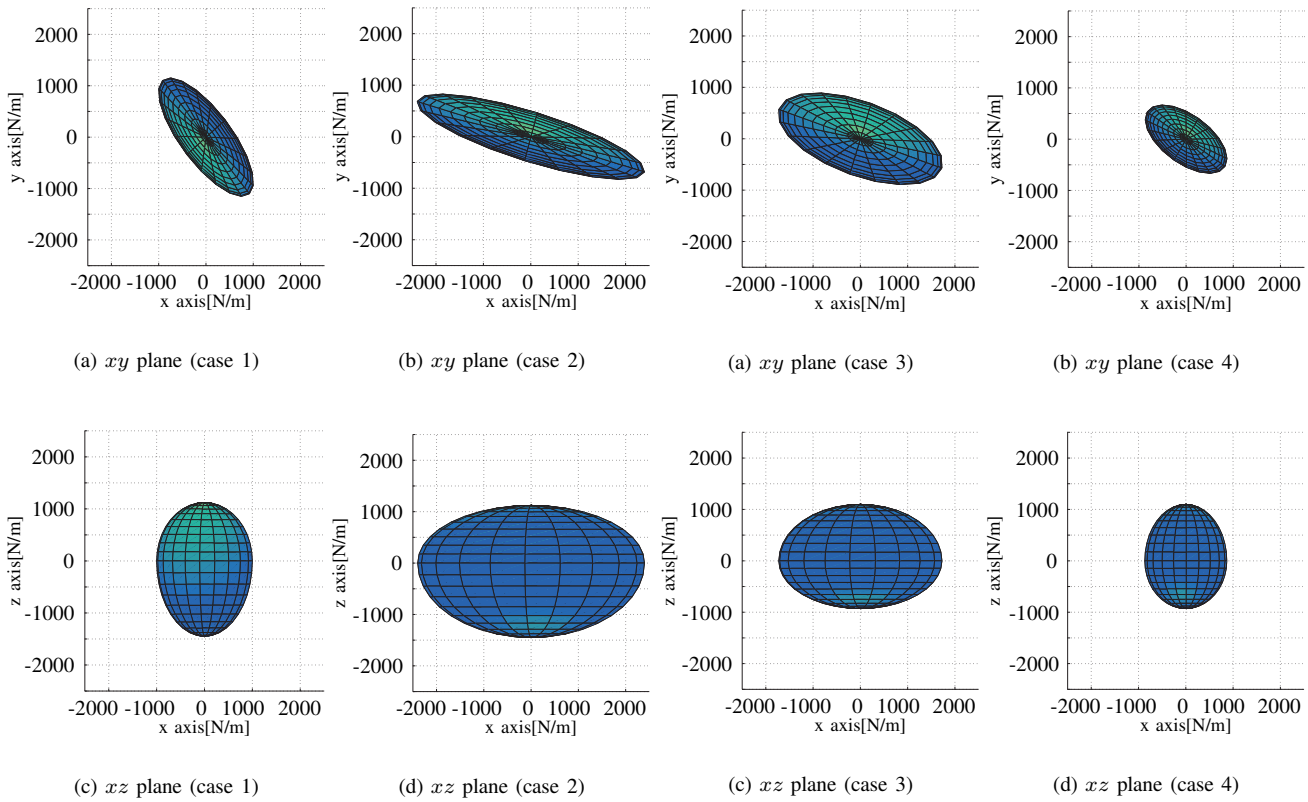 2000
1000
0
-1000
-2000
y axis[N/m]
-2000 -1000 0 1000 2000
x axis[N/m]
(a) xy plane (case 1)
2000
1000
0
-1000
-2000
y axis[N/m]
-2000 -1000 0 1000 2000
x axis[N/m]
(b) xy plane (case 2)
2000
1000
0
-1000
-2000
y axis[N/m]
-2000 -1000 0 1000 2000
x axis[N/m]
(a) xy plane (case 3)
2000
1000
0
-1000
-2000
y axis[N/m]
-2000 -1000 0 1000 2000
x axis[N/m]
(b) xy plane (case 4)
2000
1000
0
-1000
-2000
z axis[N/m]
-2000 -1000 0 1000 2000
x axis[N/m]
(c) xz plane (case 1)
2000
1000
0
-1000
-2000
z axis[N/m]
-2000 -1000 0 1000 2000
x axis[N/m]
(d) xz plane (case 2)
2000
1000
0
-1000
-2000
z axis[N/m]
-2000 -1000 0 1000 2000
x axis[N/m]
(c) xz plane (case 3)
2000
1000
0
-1000
-2000
z axis[N/m]
-2000 -1000 0 1000 2000
x axis[N/m]
(d) xz plane (case 4)